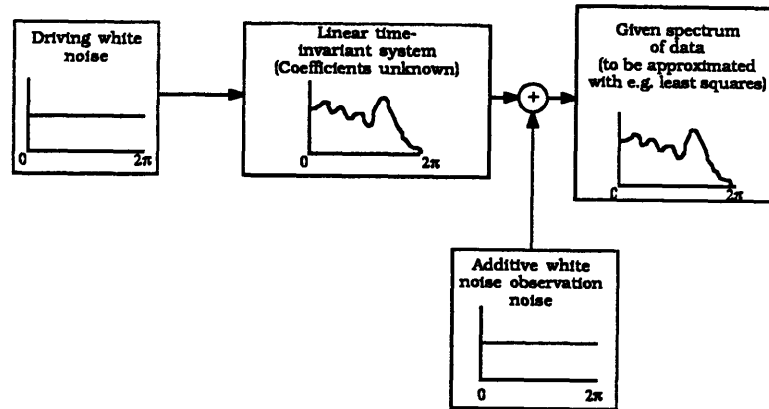 Driving white
noise
0
2π
Linear time-
invariant system
(Coefficients unknown)
0
2π
+
Given spectrum
of data
(to be approximated
with e.g. least squares)
C
2π
Additive white
noise observation
noise
0
2π